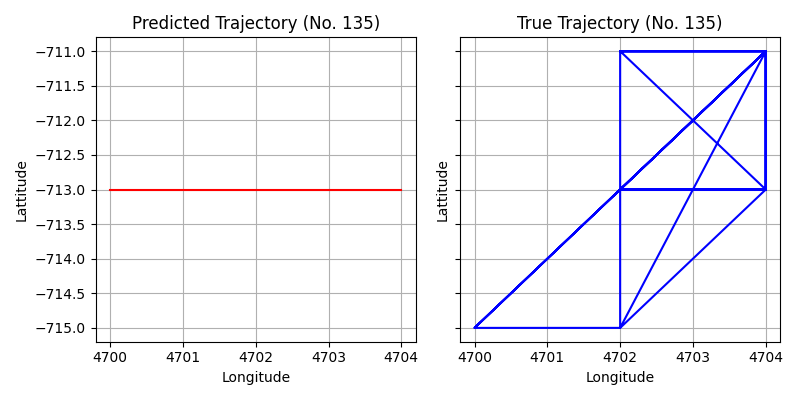 Predicted Trajectory (No. 135)
True Trajectory (No. 135)
Lattitude
−711.0
−711.5
−712.0
−712.5
−713.0
−713.5
−714.0
−714.5
−715.0
4700 4701 4702 4703 4704
Longitude
Lattitude
4700 4701 4702 4703 4704
Longitude